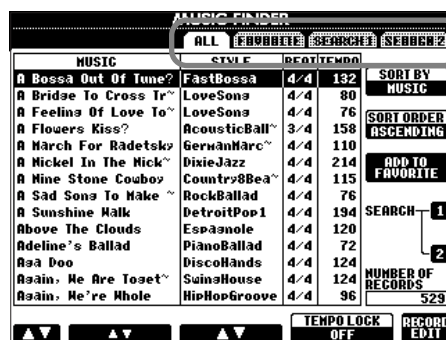 MUSIC FINDER
ALL FAVORITE SEARCH1 SEARCH2
MUSIC STYLE BEAT TEMPO
A Bossa Out Of Tune? FastBossa 4/4 132
A Bridge To Cross Tr~ LoveSong 4/4 80
A Feeling Of Love To~ LoveSong 4/4 76
A Flowers Kiss? AcousticBall~ 3/4 158
A March For Radetsky GermanMarc~ 4/4 110
A Nickel In The Nick~ DixieJazz 4/4 214
A Nine Stone Cowboy Country8Bea~ 4/4 115
A Sad Song To Make ~ RockBallad 4/4 76
A Sunshine Walk DetroitPop1 4/4 194
Above The Clouds Espagnole 4/4 120
Adeline's Ballad PianoBallad 4/4 72
Aga Doo DiscoHands 4/4 124
Again, We Are Toget~ SwingHouse 4/4 124
Again, We're Whole HipHopGroove 4/4 96
SORT BY
MUSIC
SORT ORDER
ASCENDING
ADD TO
FAVORITE
SEARCH 1
2
NUMBER OF
RECORDS
529
TEMPO LOCK
OFF
RECORD
EDIT